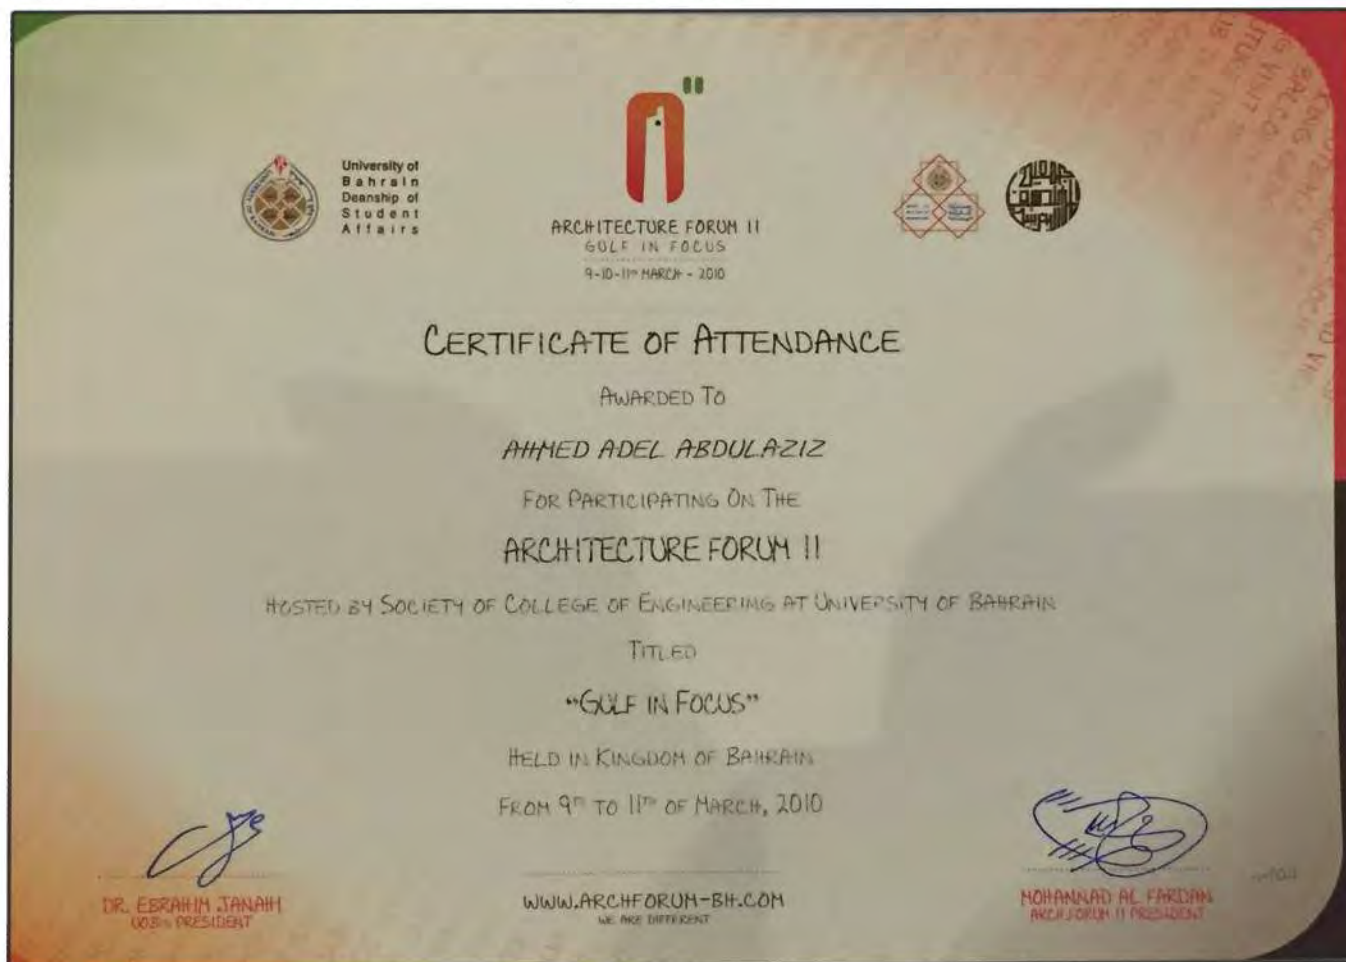 University of
Bahrain
Deanship of
Student
Affairs
ARCHITECTURE FORUM II
GULF IN FOCUS
9-10-11TH MARCH - 2010
CERTIFICATE OF ATTENDANCE
AWARDED TO
AHMED ADEL ABDULAZIZ
FOR PARTICIPATING ON THE
ARCHITECTURE FORUM II
HOSTED BY SOCIETY OF COLLEGE OF ENGINEERING AT UNIVERSITY OF BAHRAIN
TITLED
"GULF IN FOCUS"
HELD IN KINGDOM OF BAHRAIN
FROM 9TH TO 11TH OF MARCH, 2010
DR. EBRAHIM JANAHI
UOB's PRESIDENT
WWW.ARCHFORUM-BH.COM
WE ARE DIFFERENT
MOHANNAD AL FARDAN
ARCH FORUM II PRESIDENT